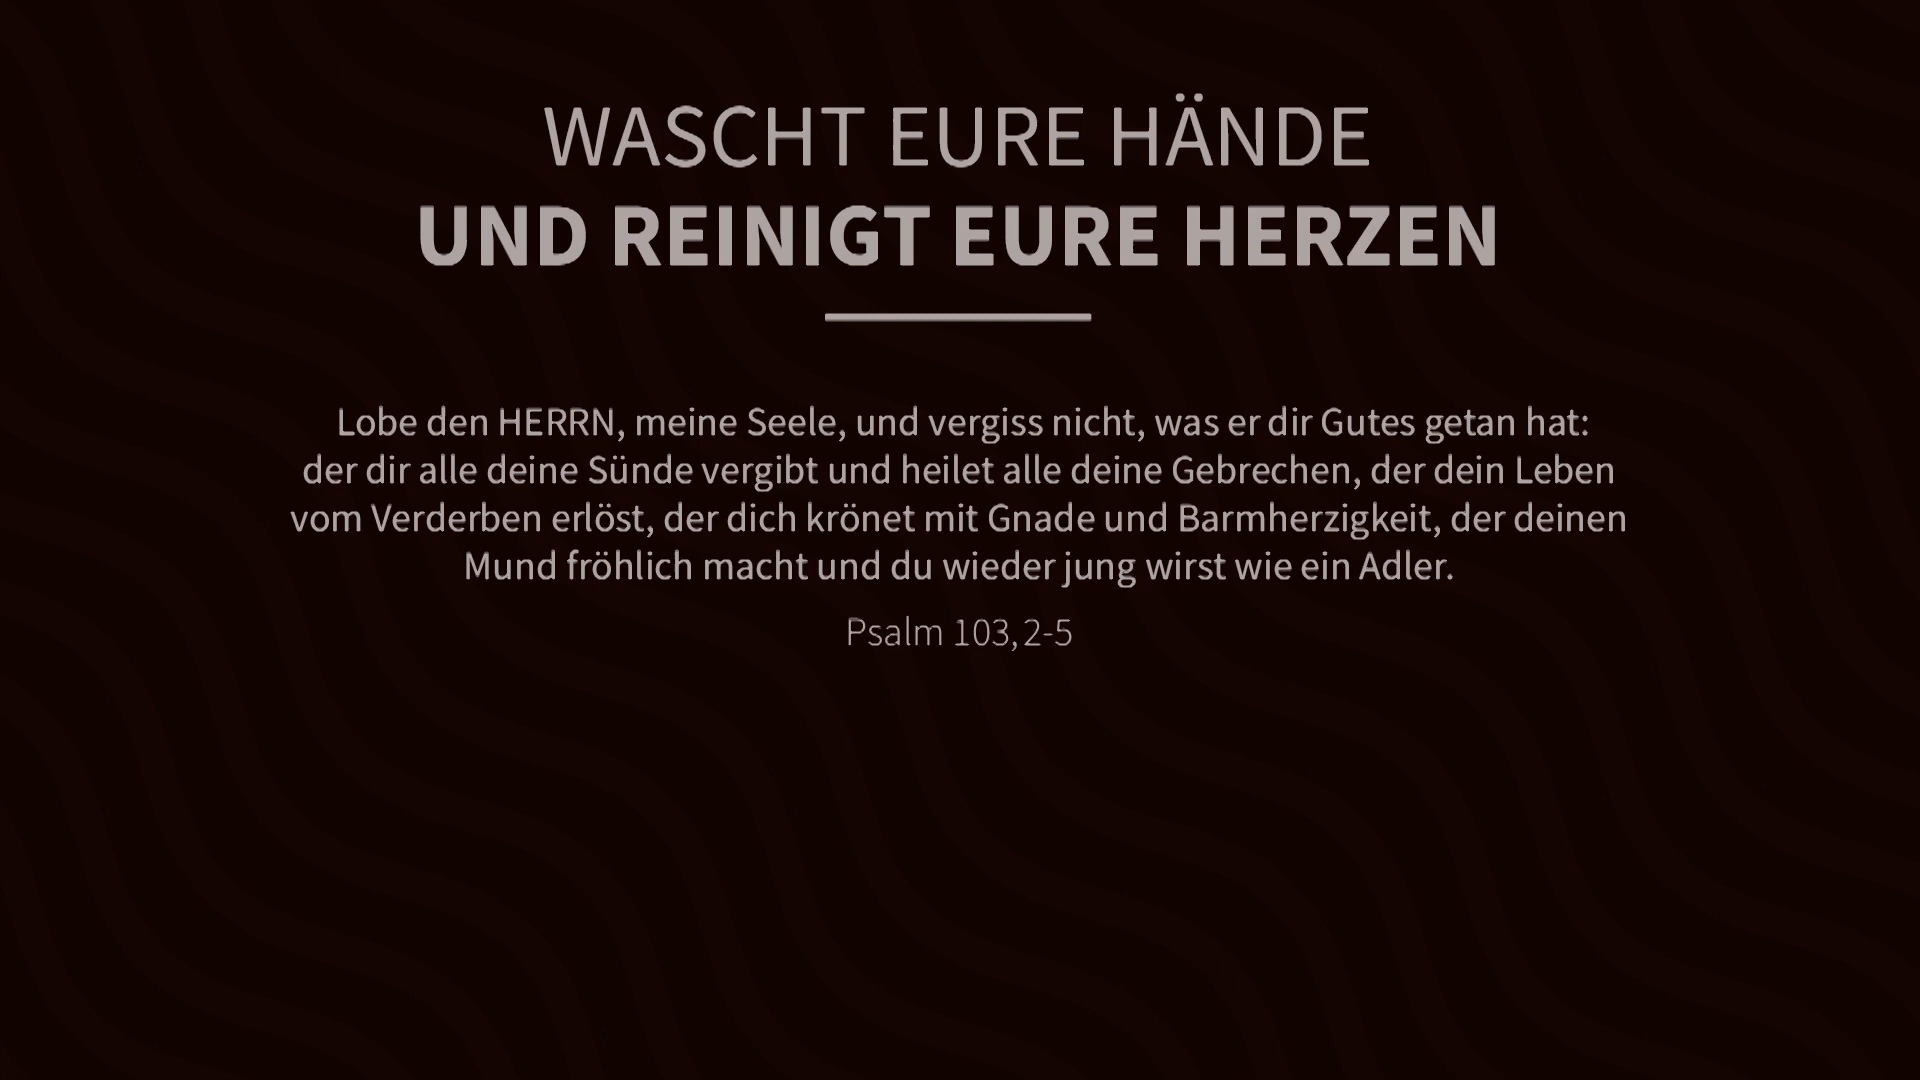 WASCHT EURE HÄNDE
UND REINIGT EURE HERZEN
Lobe den HERRN, meine Seele, und vergiss nicht, was er dir Gutes getan hat:
der dir alle deine Sünde vergibt und heilet alle deine Gebrechen, der dein Leben
vom Verderben erlöst, der dich krönet mit Gnade und Barmherzigkeit, der deinen
Mund fröhlich macht und du wieder jung wirst wie ein Adler.
Psalm 103, 2-5